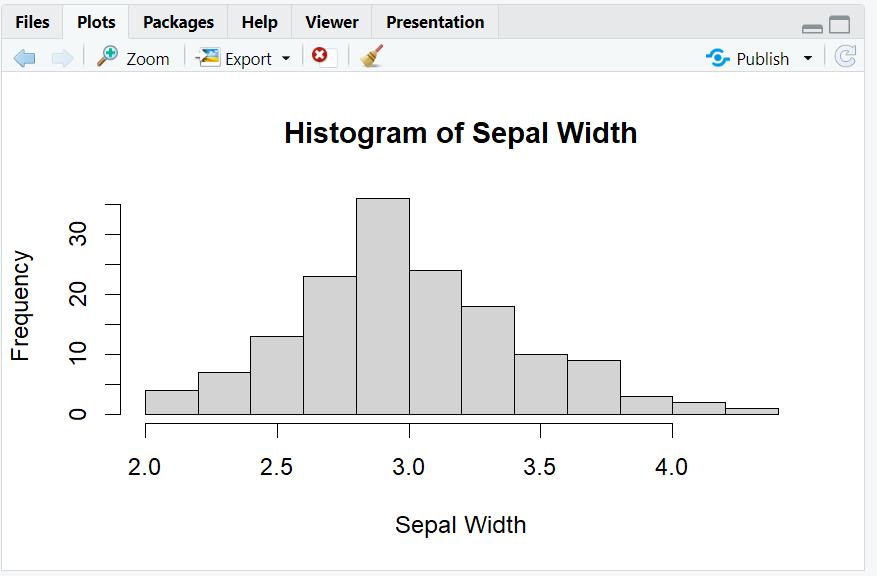 Files Plots Packages Help Viewer Presentation
Zoom Export Publish
Histogram of Sepal Width
Frequency
30
20
10
0
2.0 2.5 3.0 3.5 4.0
Sepal Width